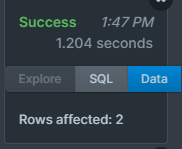 Success 1:47 PM
1.204 seconds
Explore SQL Data
Rows affected: 2